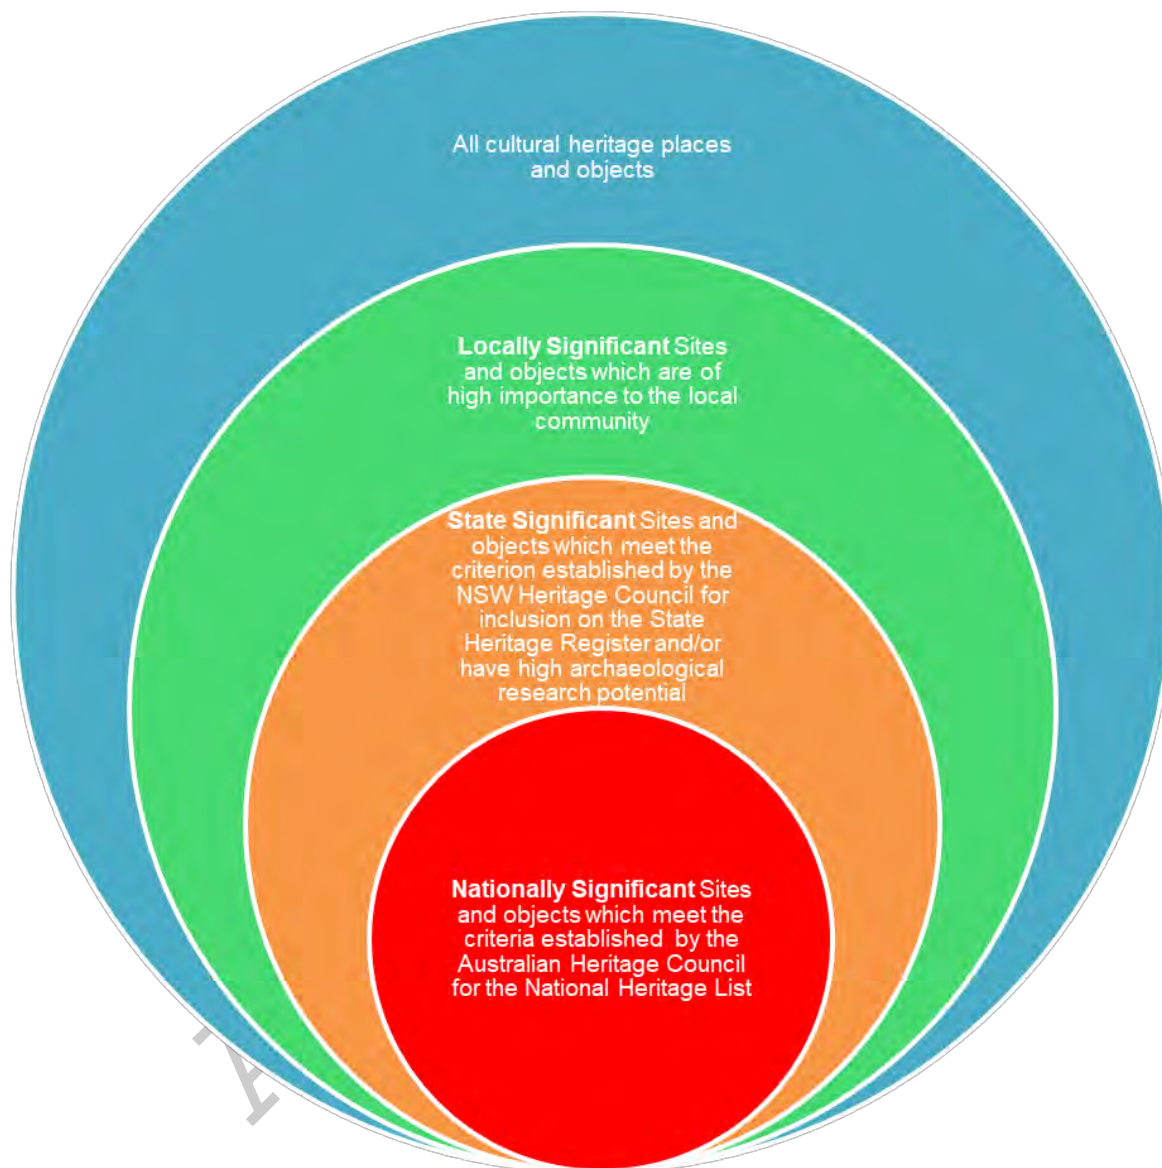 All cultural heritage places
and objects
Locally Significant Sites
and objects which are of
high importance to the local
community
State Significant Sites and
objects which meet the
criterion established by the
NSW Heritage Council for
inclusion on the State
Heritage Register and/or
have high archaeological
research potential
Nationally Significant Sites
and objects which meet the
criteria established by the
Australian Heritage Council
for the National Heritage List